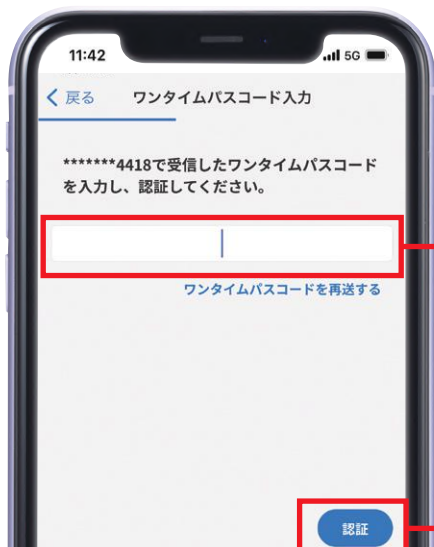 11:42
5G
戻る ワンタイムパスコード入力
*******4418で受信したワンタイムパスコード
を入力し、認証してください。
ワンタイムパスコードを再送する
認証